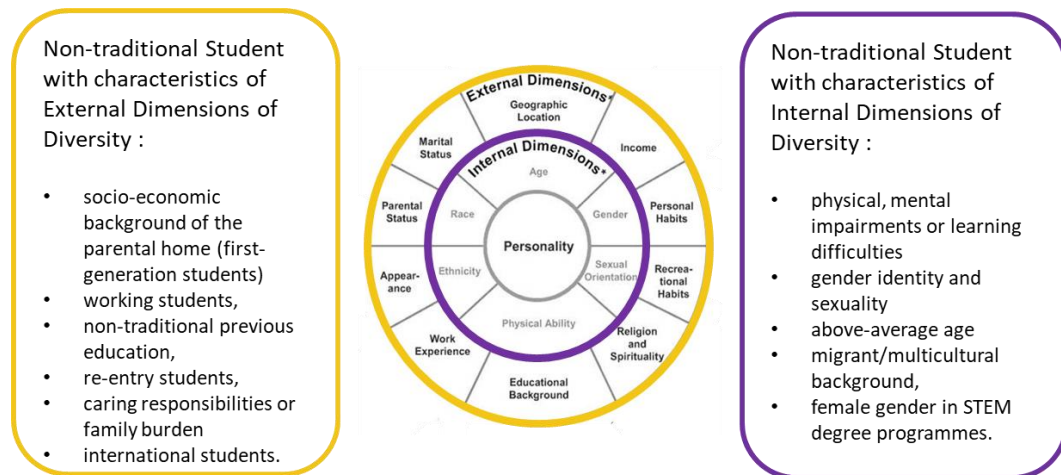 Non-traditional Student
with characteristics of
External Dimensions of
Diversity :
• socio-economic
background of the
parental home (first-
generation students)
• working students,
• non-traditional previous
education,
• re-entry students,
• caring responsibilities or
family burden
• international students.
External Dimensions*
Geographic
Location
Marital
Status
Income
Internal Dimensions*
Age
Parental
Status
Race
Gender
Personal
Habits
Personality
Appear-
ance
Ethnicity
Sexual
Orientation
Recrea-
tional
Habits
Physical Ability
Work
Experience
Religion
and
Spirituality
Educational
Background
Non-traditional Student
with characteristics of
Internal Dimensions of
Diversity :
• physical, mental
impairments or learning
difficulties
• gender identity and
sexuality
• above-average age
• migrant/multicultural
background,
• female gender in STEM
degree programmes.